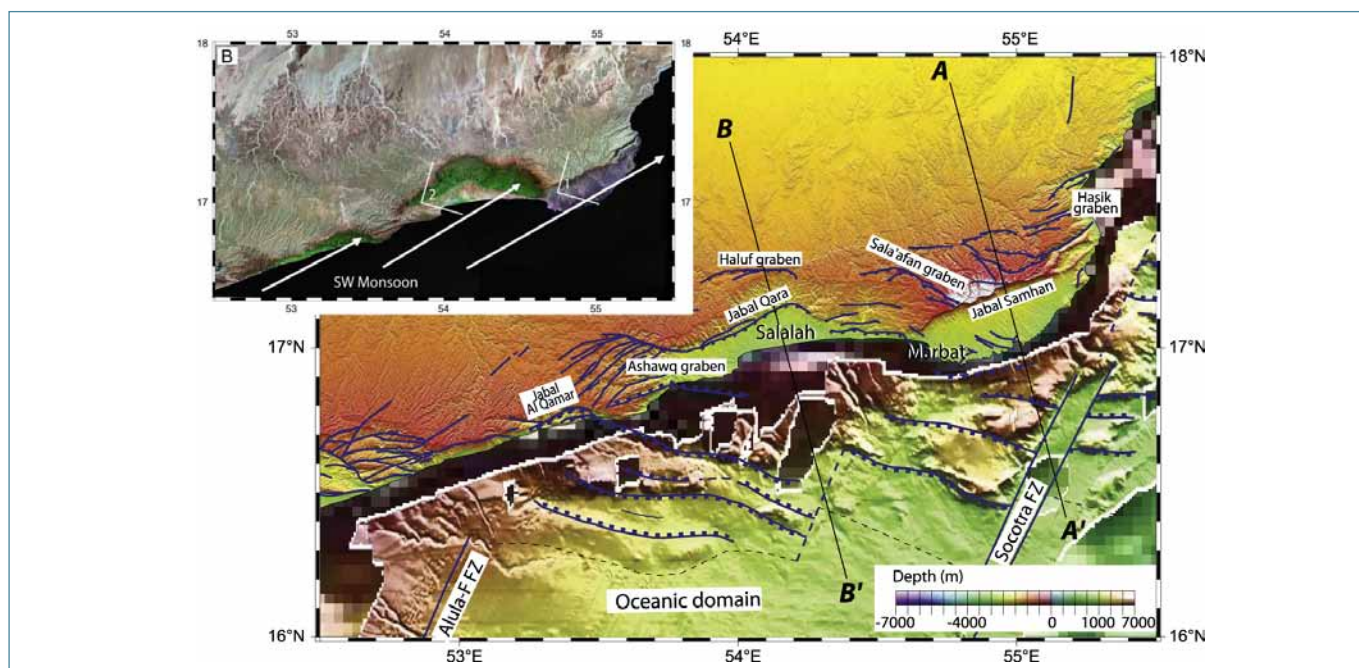 53
54
55
18
18
B
2
1
17
17
SW Monsoon
53
54
55
54°E
55°E
18°N
A
B
Hasik
graben
Sala'afan graben
Haluf graben
Jabal Samhan
Jabal Qara
Salalah
Marbat
17°N
17°N
Ashawq graben
Jabal
Al Qamar
Socotra FZ
A'
Alula-F FZ
B'
Oceanic domain
Depth (m)
-7000
-4000
0
1000
7000
16°N
16°N
53°E
54°E
55°E